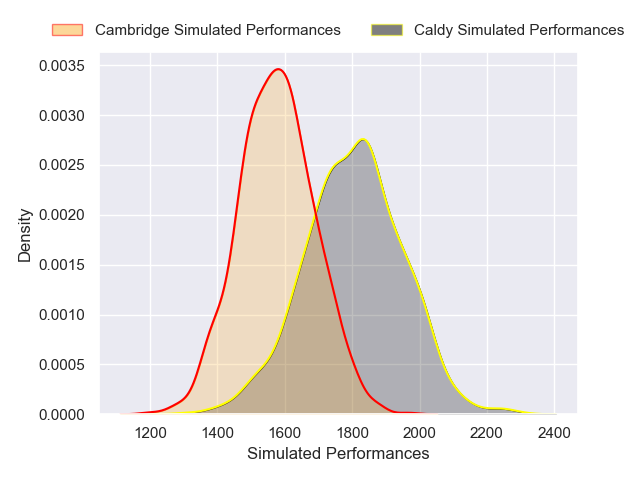 Cambridge Simulated Performances
Caldy Simulated Performances
0.0035
0.0030
0.0025
0.0020
0.0015
0.0010
0.0005
0.0000
Density
1200 1400 1600 1800 2000 2200 2400
Simulated Performances